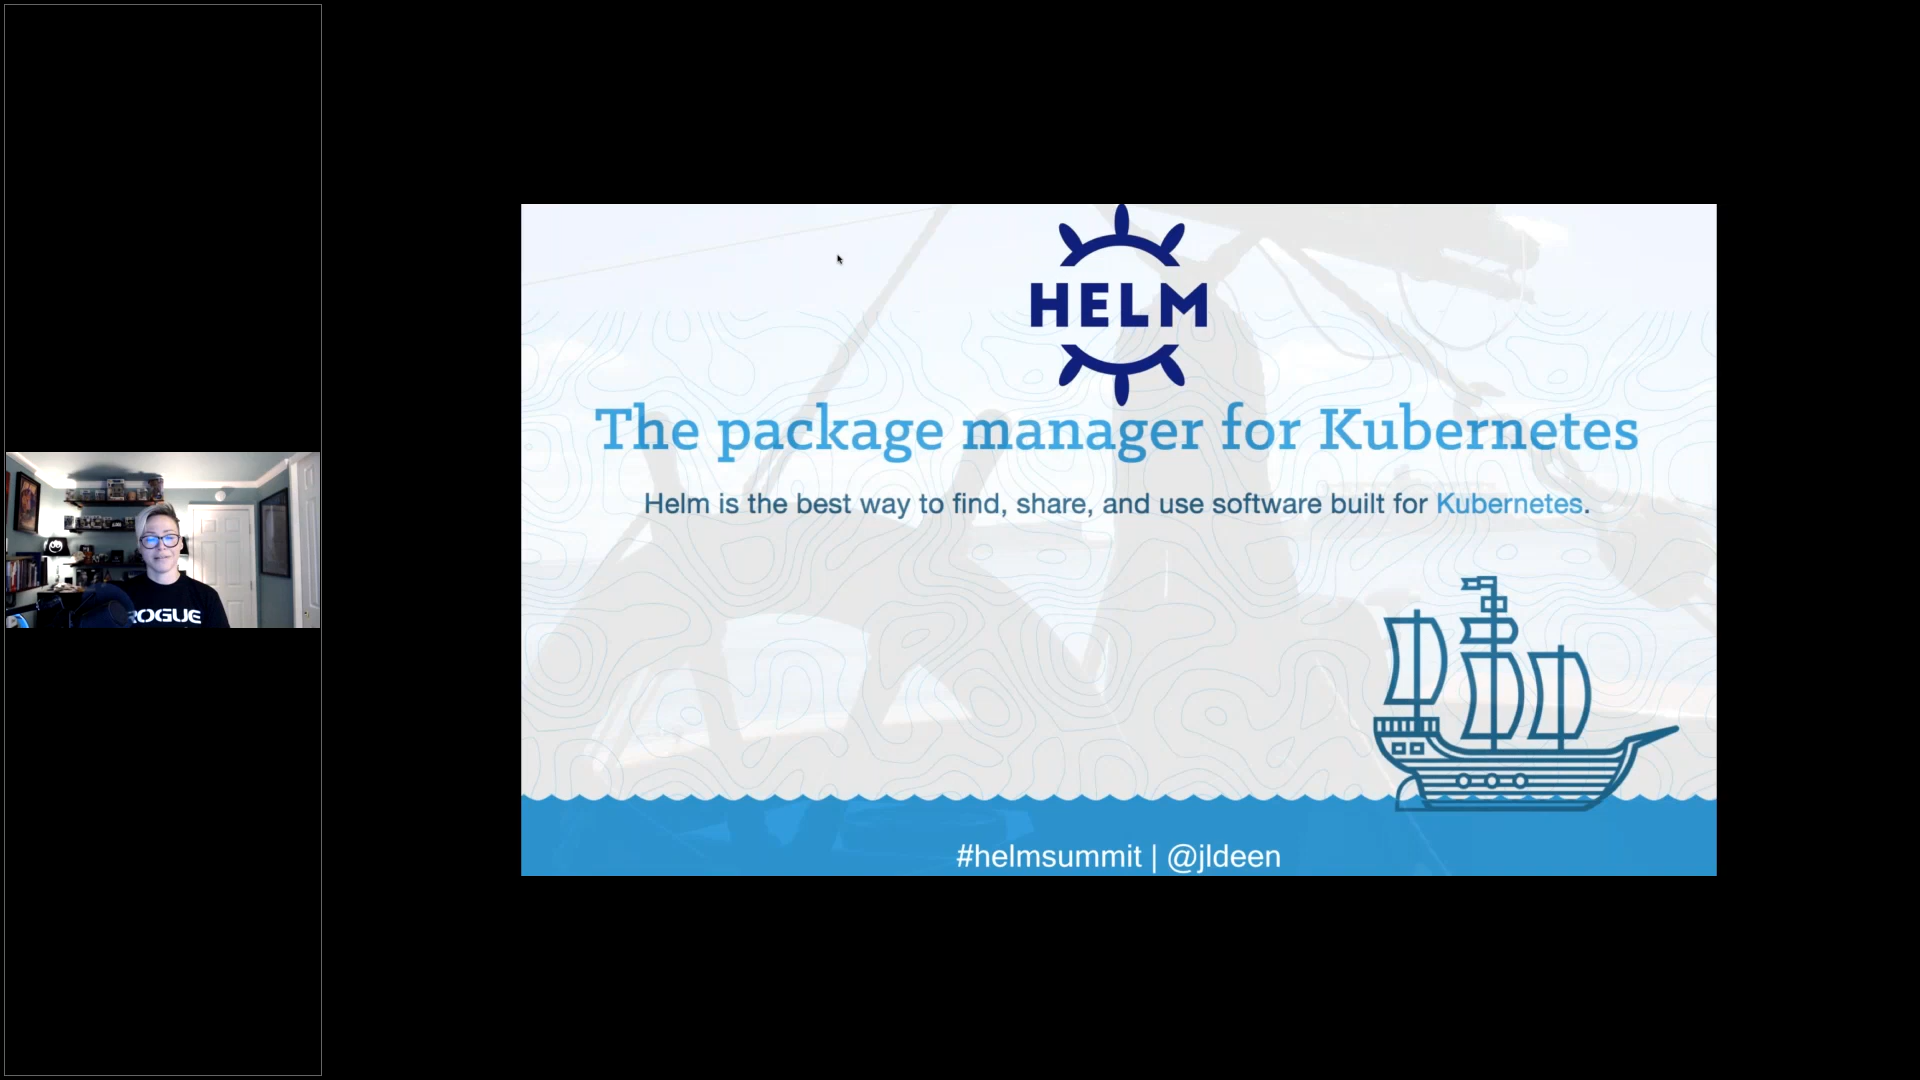 HELM
The package manager for Kubernetes
Helm is the best way to find, share, and use software built for Kubernetes.
#helmsummit | @jldeen
ROGUE